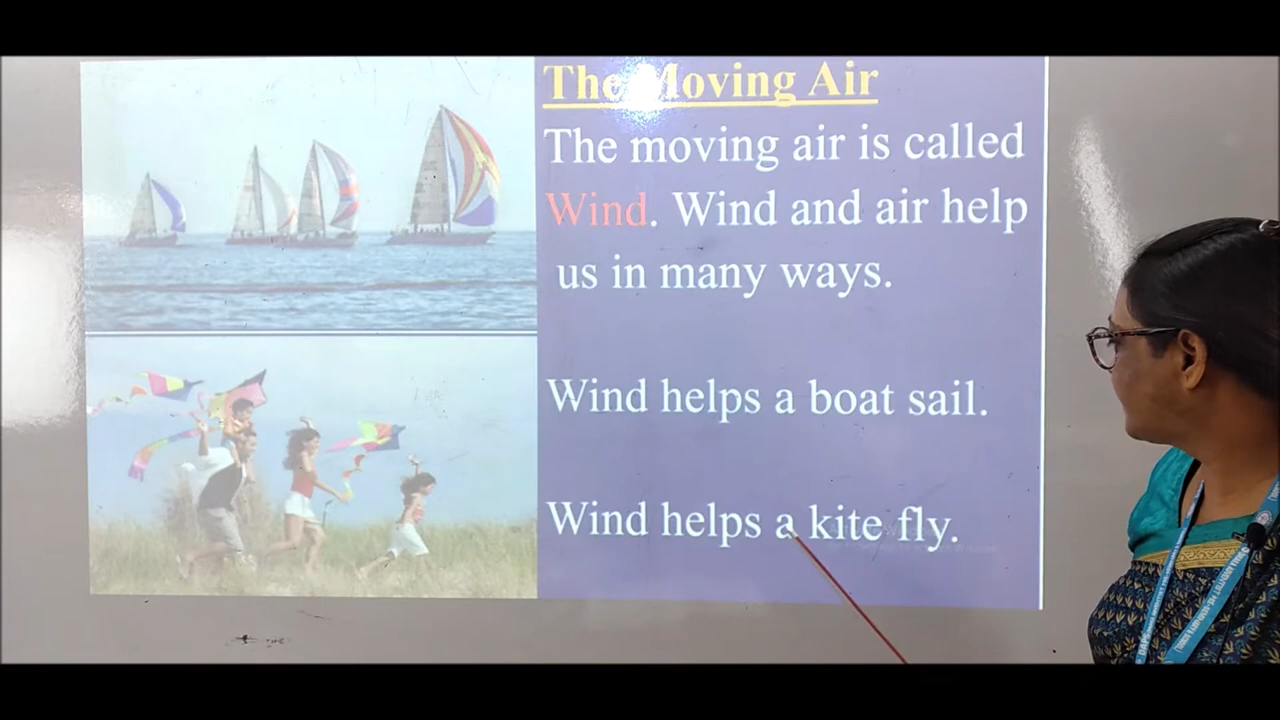 The Moving Air
The moving air is called
Wind. Wind and air help
us in many ways.
Wind helps a boat sail.
Wind helps a kite fly.